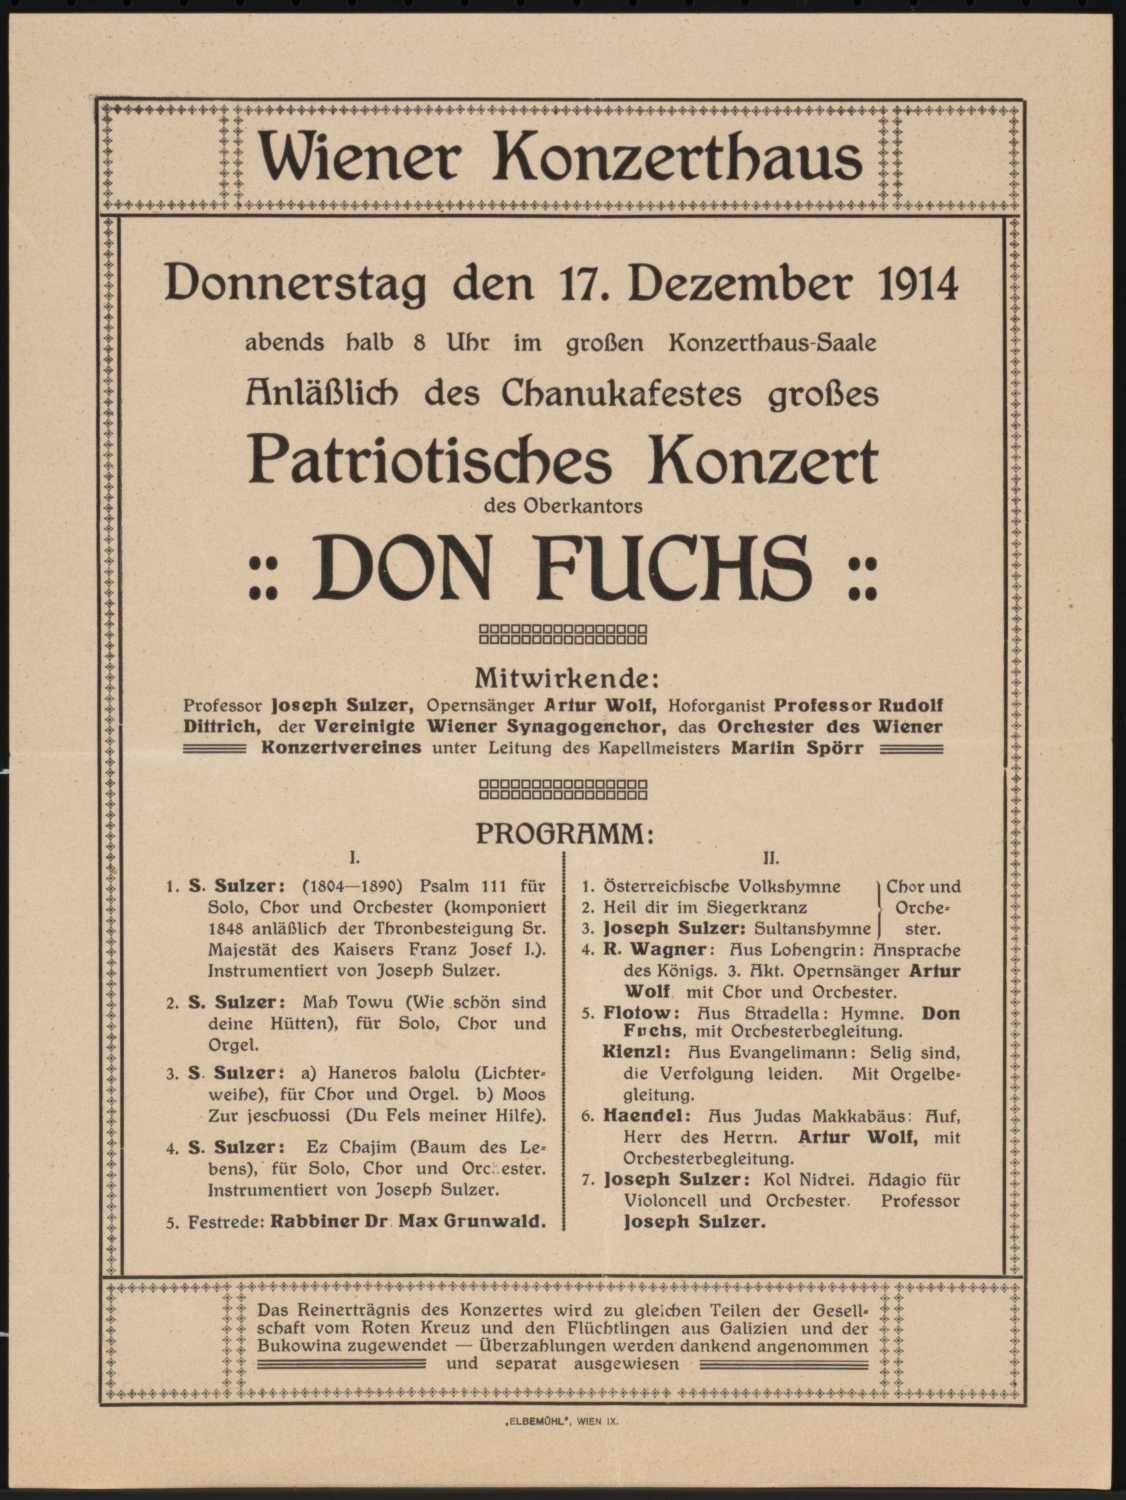 Wiener Konzerthaus
Donnerstag den 17. Dezember 1914
abends halb 8 Uhr im großen Konzerthaus-Saale
Anläßlich des Chanukafestes großes
Patriotisches Konzert
des Oberkantors
:: DON FUCHS ::
Mitwirkende:
Professor Joseph Sulzer, Opernsänger Artur Wolf, Hoforganist Professor Rudolf
Dittrich, der Vereinigte Wiener Synagogenchor, das Orchester des Wiener
Konzertvereines unter Leitung des Kapellmeisters Martin Spörr
PROGRAMM:
I.
1. S. Sulzer: (1804—1890) Psalm 111 für
Solo, Chor und Orchester (komponiert
1848 anläßlich der Thronbesteigung Sr.
Majestät des Kaisers Franz Josef I.).
Instrumentiert von Joseph Sulzer.
2. S. Sulzer: Mah Towu (Wie schön sind
deine Hütten), für Solo, Chor und
Orgel.
3. S. Sulzer: a) Haneros halolu (Lichter-
weihe), für Chor und Orgel. b) Moos
Zur jeschuossi (Du Fels meiner Hilfe).
4. S. Sulzer: Ez Chajim (Baum des Le-
bens), für Solo, Chor und Orchester.
Instrumentiert von Joseph Sulzer.
5. Festrede: Rabbiner Dr. Max Grunwald.
II.
1. Österreichische Volkshymne } Chor und
2. Heil dir im Siegerkranz } Orche-
3. Joseph Sulzer: Sultanshymne } ster.
4. R. Wagner: Aus Lohengrin: Ansprache
des Königs. 3. Akt. Opernsänger Artur
Wolf mit Chor und Orchester.
5. Flotow: Aus Stradella: Hymne. Don
Fuchs, mit Orchesterbegleitung.
Kienzl: Aus Evangelimann: Selig sind,
die Verfolgung leiden. Mit Orgelbe-
gleitung.
6. Haendel: Aus Judas Makkabäus: Auf,
Herr des Herrn. Artur Wolf, mit
Orchesterbegleitung.
7. Joseph Sulzer: Kol Nidrei. Adagio für
Violoncell und Orchester. Professor
Joseph Sulzer.
Das Reinerträgnis des Konzertes wird zu gleichen Teilen der Gesell-
schaft vom Roten Kreuz und den Flüchtlingen aus Galizien und der
Bukowina zugewendet — Überzahlungen werden dankend angenommen
und separat ausgewiesen
„ELBEMÜHL", WIEN IX.